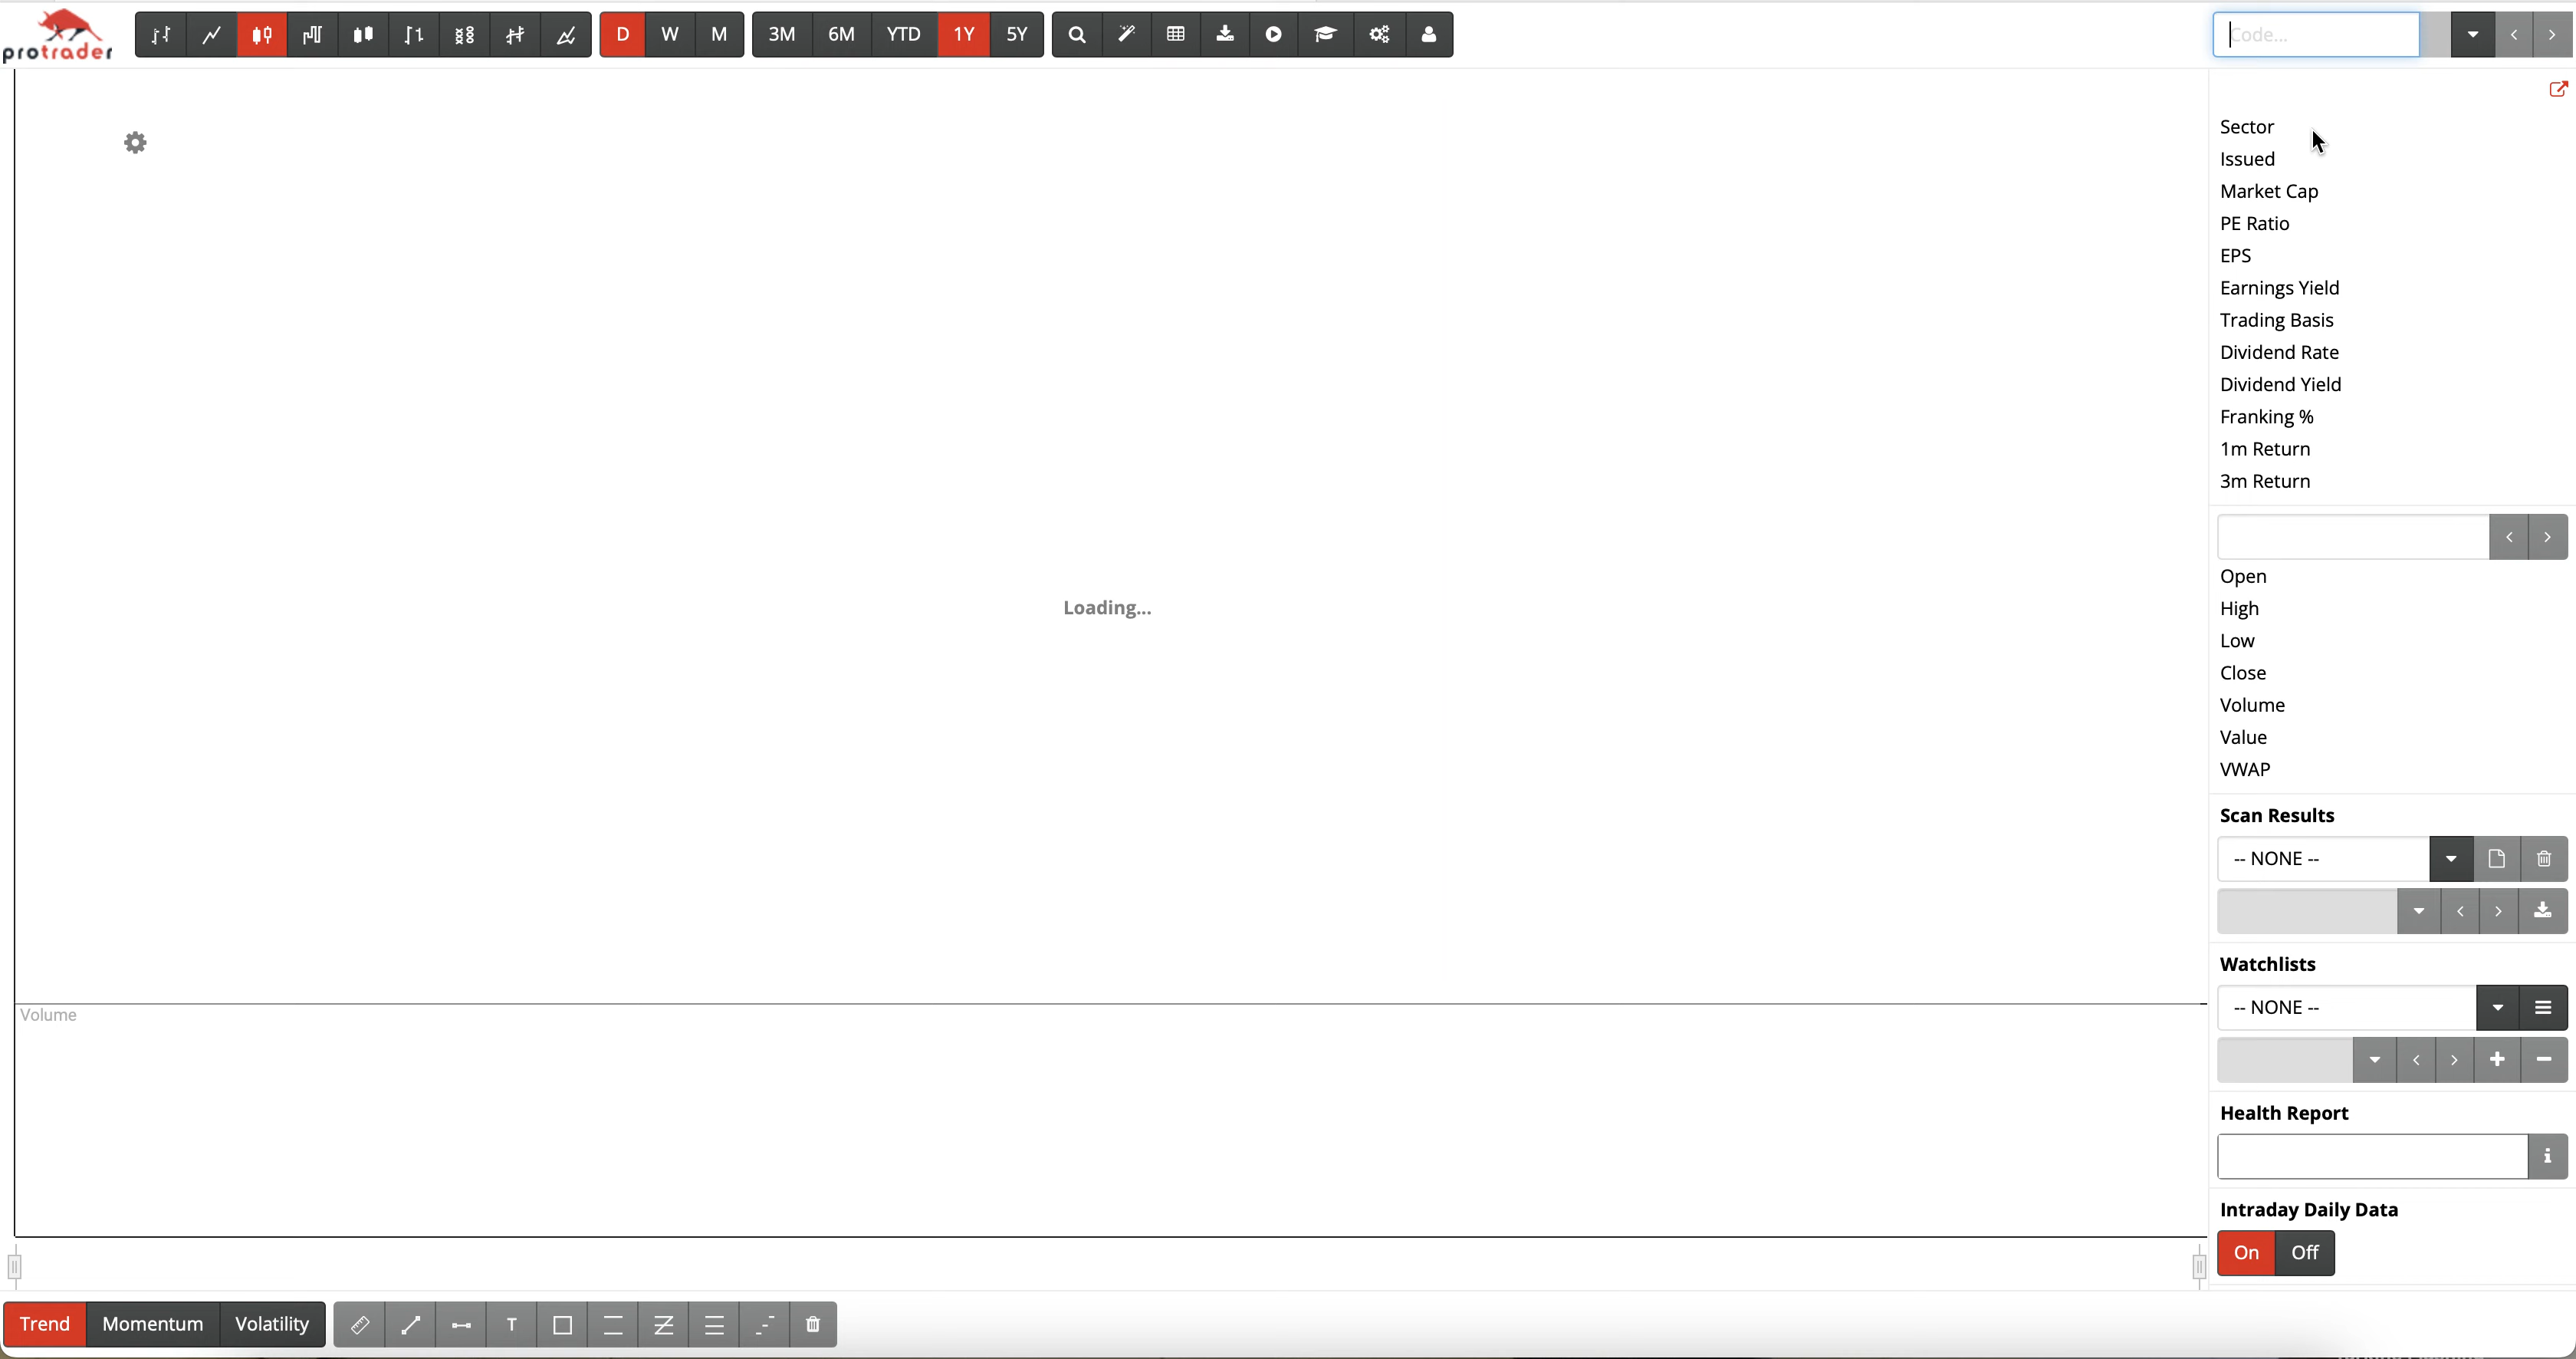 protrader
D W M
3M 6M YTD 1Y 5Y
Code...
Sector
Issued
Market Cap
PE Ratio
EPS
Earnings Yield
Trading Basis
Dividend Rate
Dividend Yield
Franking %
1m Return
3m Return
Loading...
Open
High
Low
Close
Volume
Value
VWAP
Scan Results
-- NONE --
Watchlists
-- NONE --
Volume
Health Report
Intraday Daily Data
On Off
Trend Momentum Volatility
T